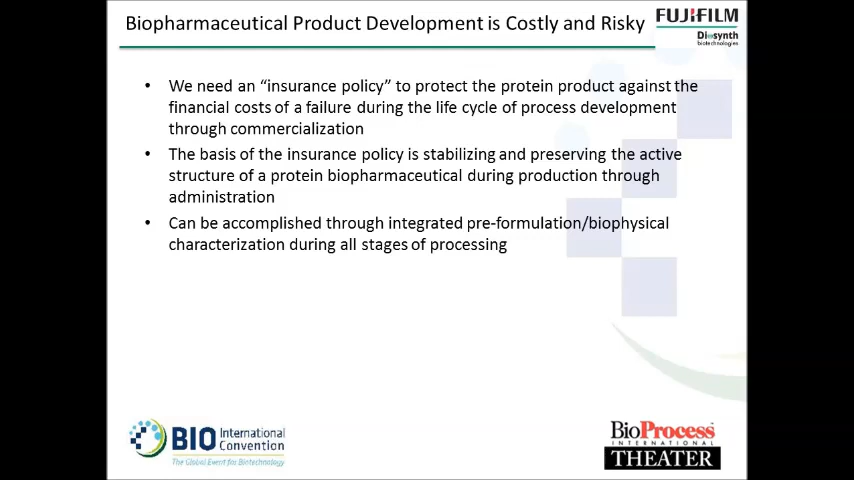 Biopharmaceutical Product Development is Costly and Risky
FUJIFILM
Diosynth
biotechnologies
• We need an “insurance policy” to protect the protein product against the
financial costs of a failure during the life cycle of process development
through commercialization
• The basis of the insurance policy is stabilizing and preserving the active
structure of a protein biopharmaceutical during production through
administration
• Can be accomplished through integrated pre-formulation/biophysical
characterization during all stages of processing
BIO International
Convention
The Global Event for Biotechnology
BioProcess
INTERNATIONAL
THEATER